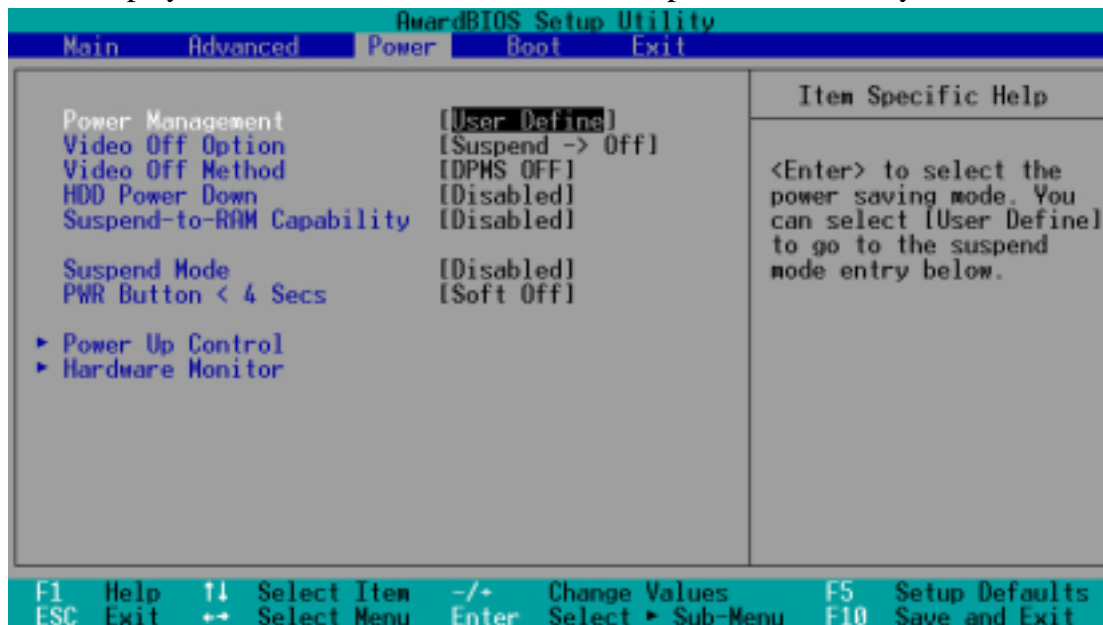 AwardBIOS Setup Utility
Main Advanced Power Boot Exit
Item Specific Help
Power Management [User Define]
Video Off Option [Suspend -> Off]
Video Off Method [DPMS OFF]
HDD Power Down [Disabled]
Suspend-to-RAM Capability [Disabled]
Suspend Mode [Disabled]
PWR Button < 4 Secs [Soft Off]
▸ Power Up Control
▸ Hardware Monitor
<Enter> to select the
power saving mode. You
can select [User Define]
to go to the suspend
mode entry below.
F1 Help ↑↓ Select Item -/+ Change Values F5 Setup Defaults
ESC Exit ←→ Select Menu Enter Select ▸ Sub-Menu F10 Save and Exit